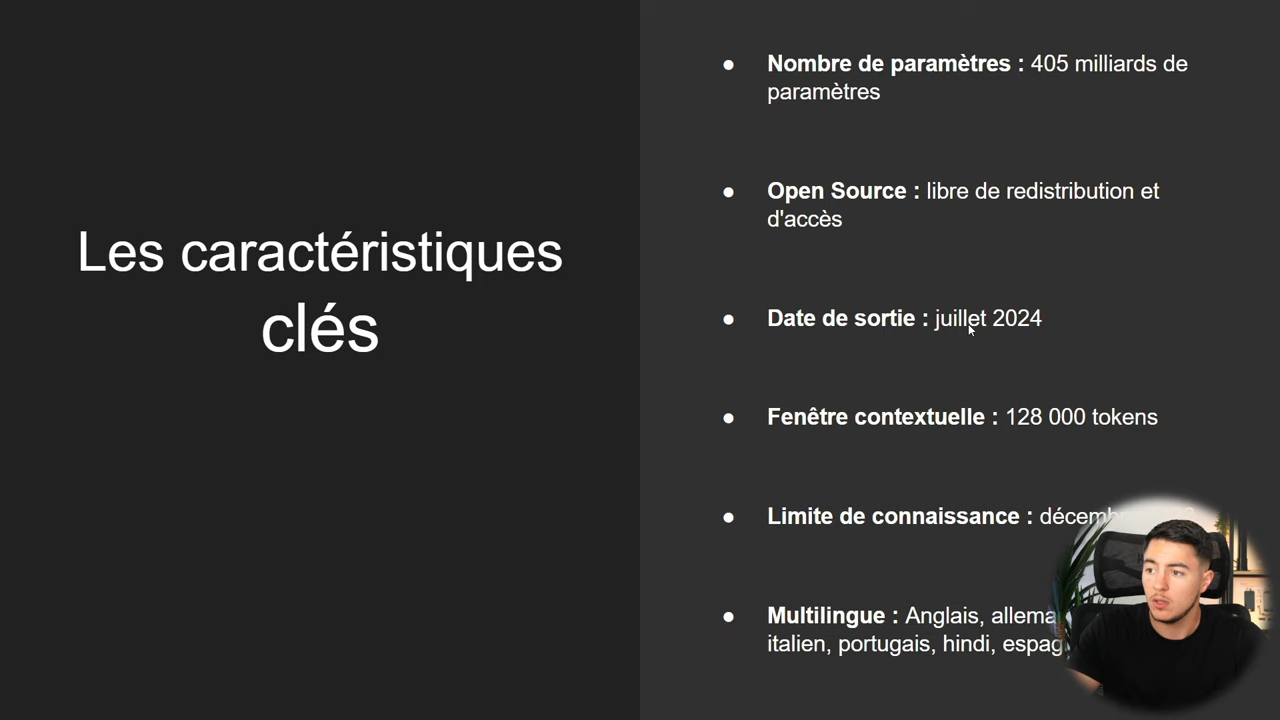 Les caractéristiques
clés
● Nombre de paramètres : 405 milliards de
paramètres
● Open Source : libre de redistribution et
d'accès
● Date de sortie : juillet 2024
● Fenêtre contextuelle : 128 000 tokens
● Limite de connaissance :
● Multilingue : Anglais,
italien, portugais, hindi,